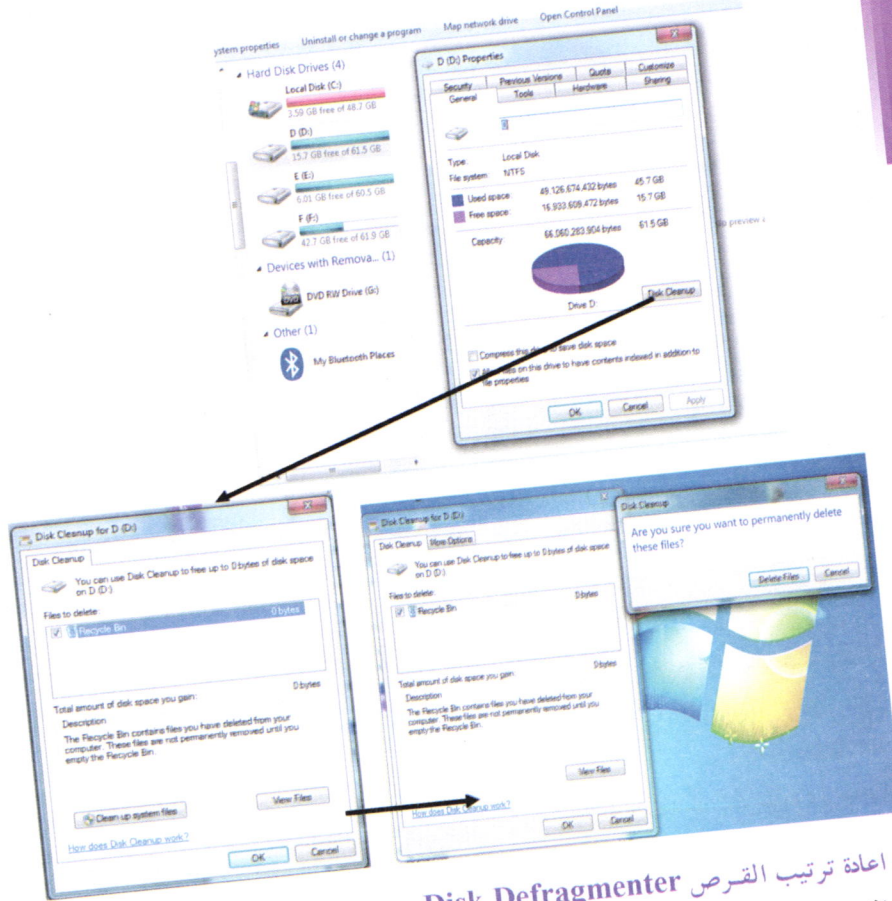 ystem properties Uninstall or change a program Map network drive Open Control Panel
Hard Disk Drives (4)
Local Disk (C:)
3.59 GB free of 48.7 GB
D (D:)
15.7 GB free of 61.5 GB
E (E:)
6.01 GB free of 60.5 GB
F (F:)
42.7 GB free of 61.9 GB
Devices with Remova... (1)
DVD RW Drive (G:)
Other (1)
My Bluetooth Places
D (D:) Properties
Security Previous Versions Quota Customize
General Tools Hardware Sharing
Type: Local Disk
File system: NTFS
Used space: 49,126,674,432 bytes 45.7 GB
Free space: 16,933,609,472 bytes 15.7 GB
Capacity: 66,060,283,904 bytes 61.5 GB
Drive D:
Disk Cleanup
Compress this drive to save disk space
files on this drive to have contents indexed in addition to
file properties
OK Cancel Apply
preview
Disk Cleanup for D (D:)
Disk Cleanup
You can use Disk Cleanup to free up to 0 bytes of disk space
on D (D:).
Files to delete:
Recycle Bin 0 bytes
Total amount of disk space you gain: 0 bytes
Description
The Recycle Bin contains files you have deleted from your
computer. These files are not permanently removed until you
empty the Recycle Bin.
Clean up system files View Files
How does Disk Cleanup work?
OK Cancel
Disk Cleanup for D (D:)
Disk Cleanup More Options
You can use Disk Cleanup to free up to 0 bytes of disk space
on D (D:).
Files to delete:
Recycle Bin 0 bytes
Total amount of disk space you gain: 0 bytes
Description
The Recycle Bin contains files you have deleted from your
computer. These files are not permanently removed until you
empty the Recycle Bin.
View Files
How does Disk Cleanup work?
OK Cancel
Disk Cleanup
Are you sure you want to permanently delete
these files?
Delete Files Cancel
اعادة ترتيب القـرص Disk Defragmenter